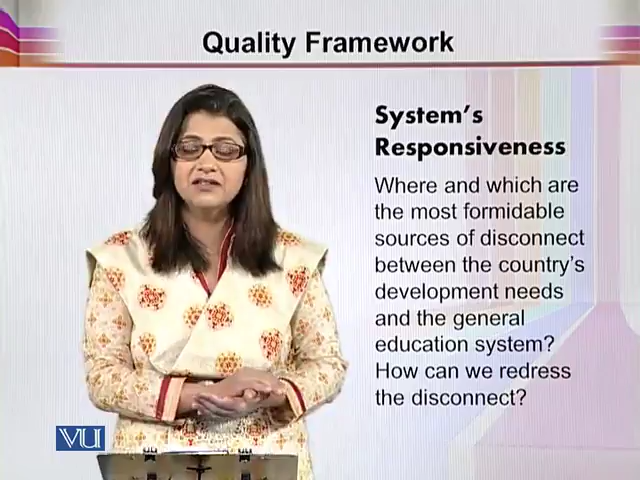 Quality Framework
System's
Responsiveness
Where and which are
the most formidable
sources of disconnect
between the country's
development needs
and the general
education system?
How can we redress
the disconnect?
VU